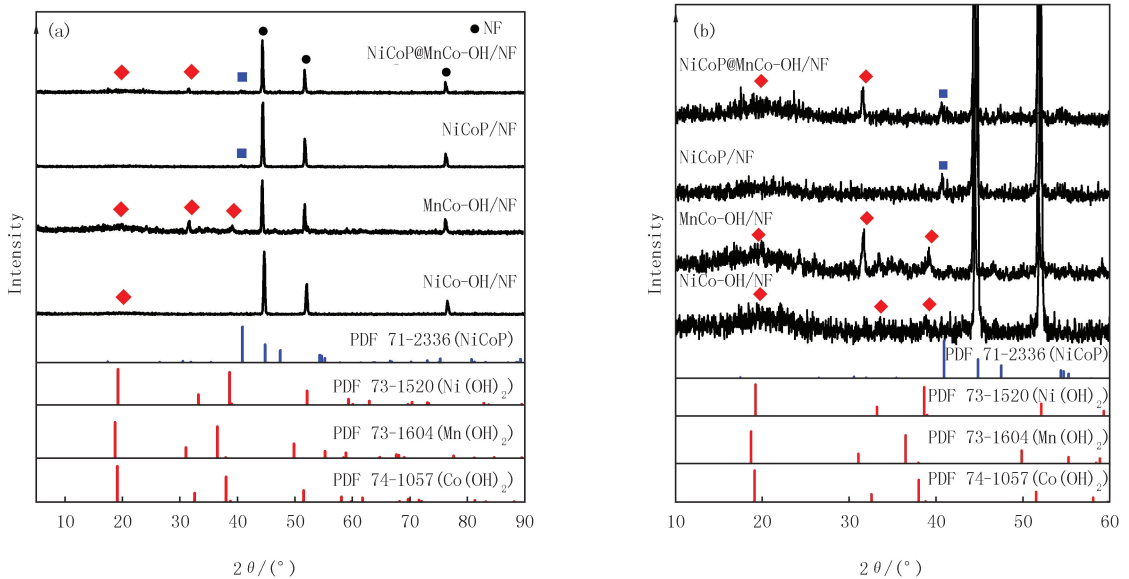 (a)
● NF
NiCoP@MnCo-OH/NF
NiCoP/NF
MnCo-OH/NF
NiCo-OH/NF
PDF 71-2336(NiCoP)
PDF 73-1520(Ni(OH)₂)
PDF 73-1604(Mn(OH)₂)
PDF 74-1057(Co(OH)₂)
Intensity
10 20 30 40 50 60 70 80 90
2θ/(°)
(b)
NiCoP@MnCo-OH/NF
NiCoP/NF
MnCo-OH/NF
NiCo-OH/NF
PDF 71-2336(NiCoP)
PDF 73-1520(Ni(OH)₂)
PDF 73-1604(Mn(OH)₂)
PDF 74-1057(Co(OH)₂)
Intensity
10 20 30 40 50 60
2θ/(°)